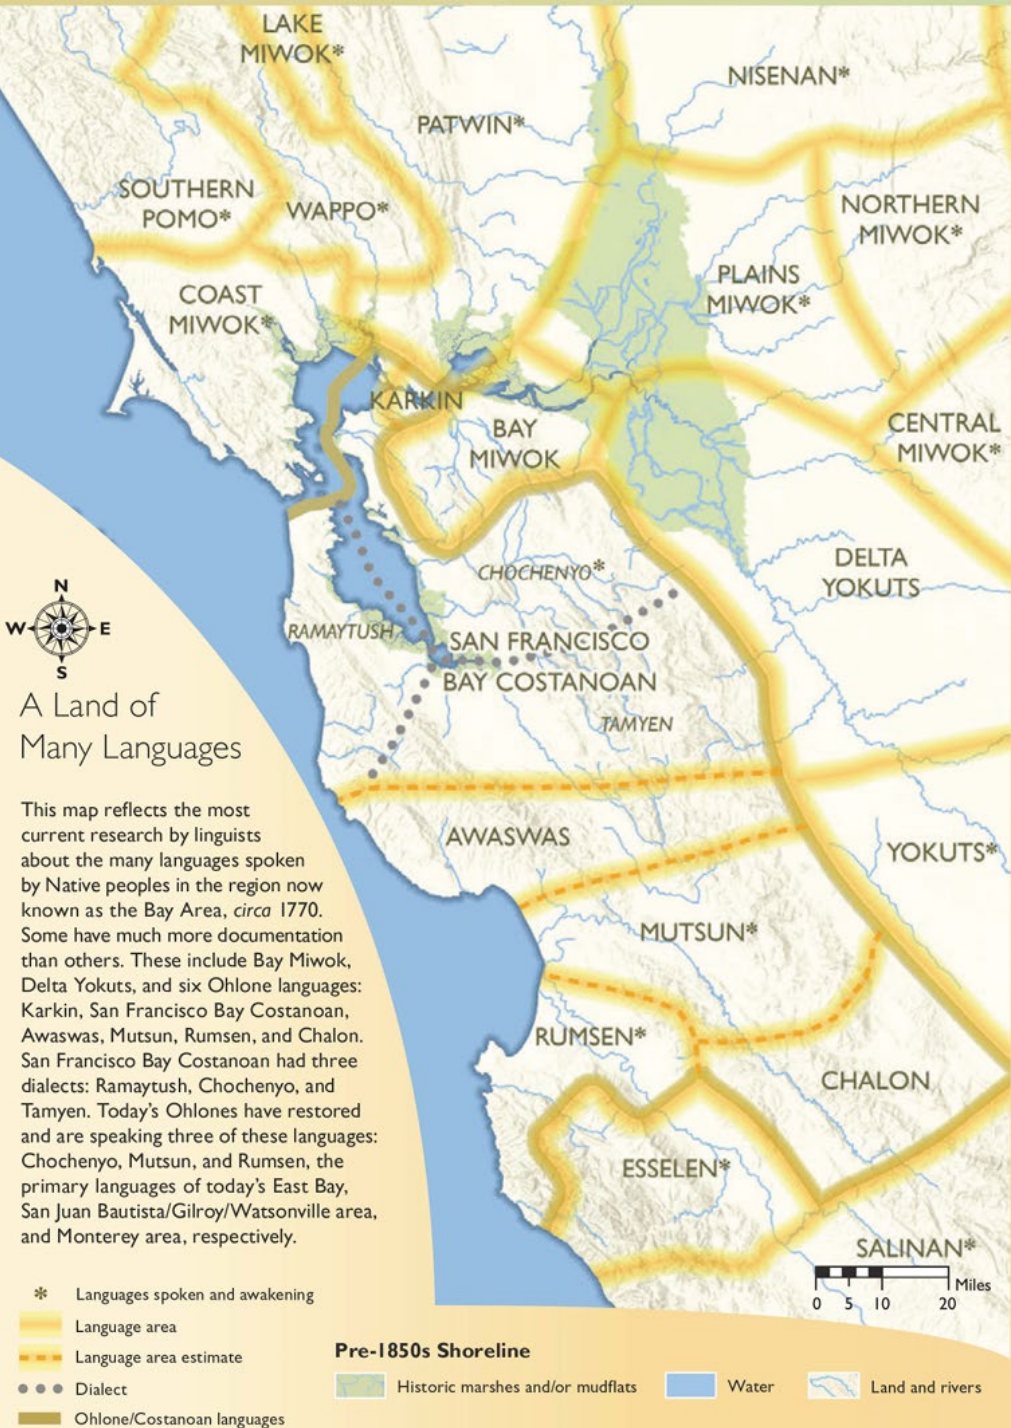 LAKE
MIWOK*
NISENAN*
PATWIN*
SOUTHERN
POMO*
WAPPO*
NORTHERN
MIWOK*
PLAINS
MIWOK*
COAST
MIWOK*
KARKIN
BAY
MIWOK
CENTRAL
MIWOK*
DELTA
YOKUTS
CHOCHENYO*
RAMAYTUSH
SAN FRANCISCO
BAY COSTANOAN
TAMYEN
AWASWAS
YOKUTS*
MUTSUN*
RUMSEN*
CHALON
ESSELEN*
SALINAN*
Miles
0 5 10 20
N
W E
S
A Land of
Many Languages
This map reflects the most
current research by linguists
about the many languages spoken
by Native peoples in the region now
known as the Bay Area, circa 1770.
Some have much more documentation
than others. These include Bay Miwok,
Delta Yokuts, and six Ohlone languages:
Karkin, San Francisco Bay Costanoan,
Awaswas, Mutsun, Rumsen, and Chalon.
San Francisco Bay Costanoan had three
dialects: Ramaytush, Chochenyo, and
Tamyen. Today's Ohlones have restored
and are speaking three of these languages:
Chochenyo, Mutsun, and Rumsen, the
primary languages of today's East Bay,
San Juan Bautista/Gilroy/Watsonville area,
and Monterey area, respectively.
* Languages spoken and awakening
Language area
Language area estimate
Dialect
Ohlone/Costanoan languages
Pre-1850s Shoreline
Historic marshes and/or mudflats
Water
Land and rivers